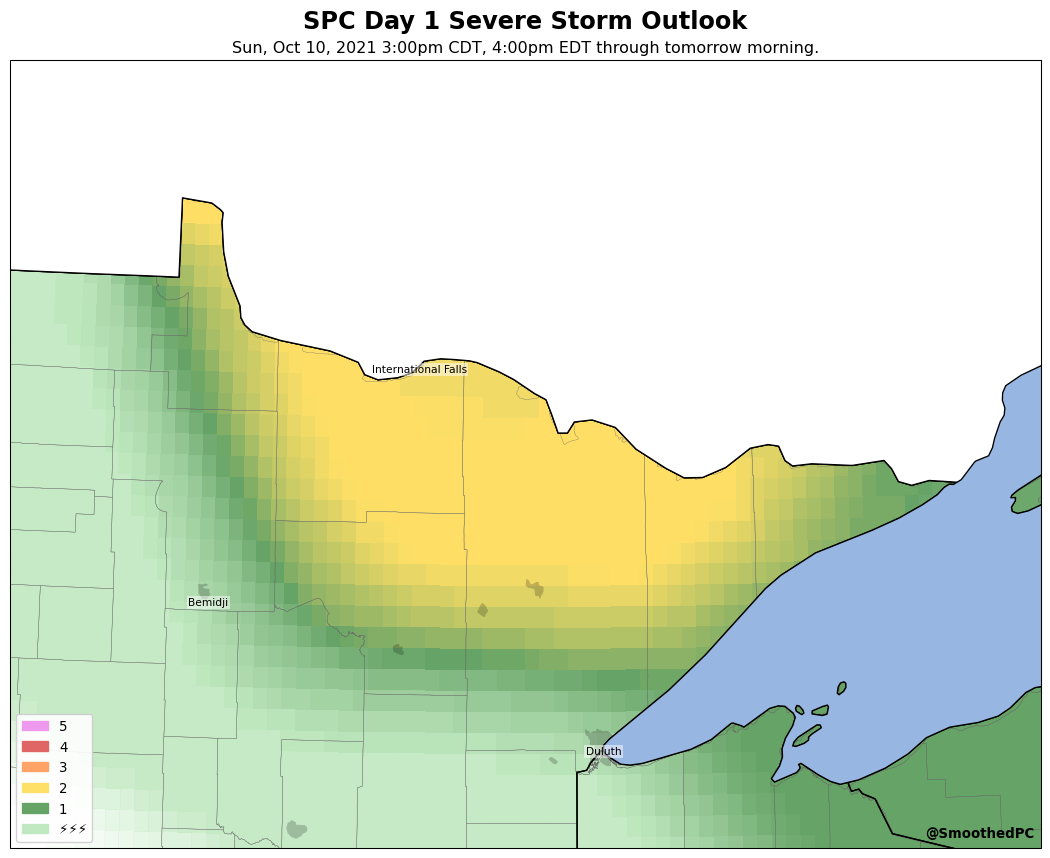 SPC Day 1 Severe Storm Outlook
Sun, Oct 10, 2021 3:00pm CDT, 4:00pm EDT through tomorrow morning.
International Falls
Bemidji
Duluth
5
4
3
2
1
⚡⚡⚡
@SmoothedPC